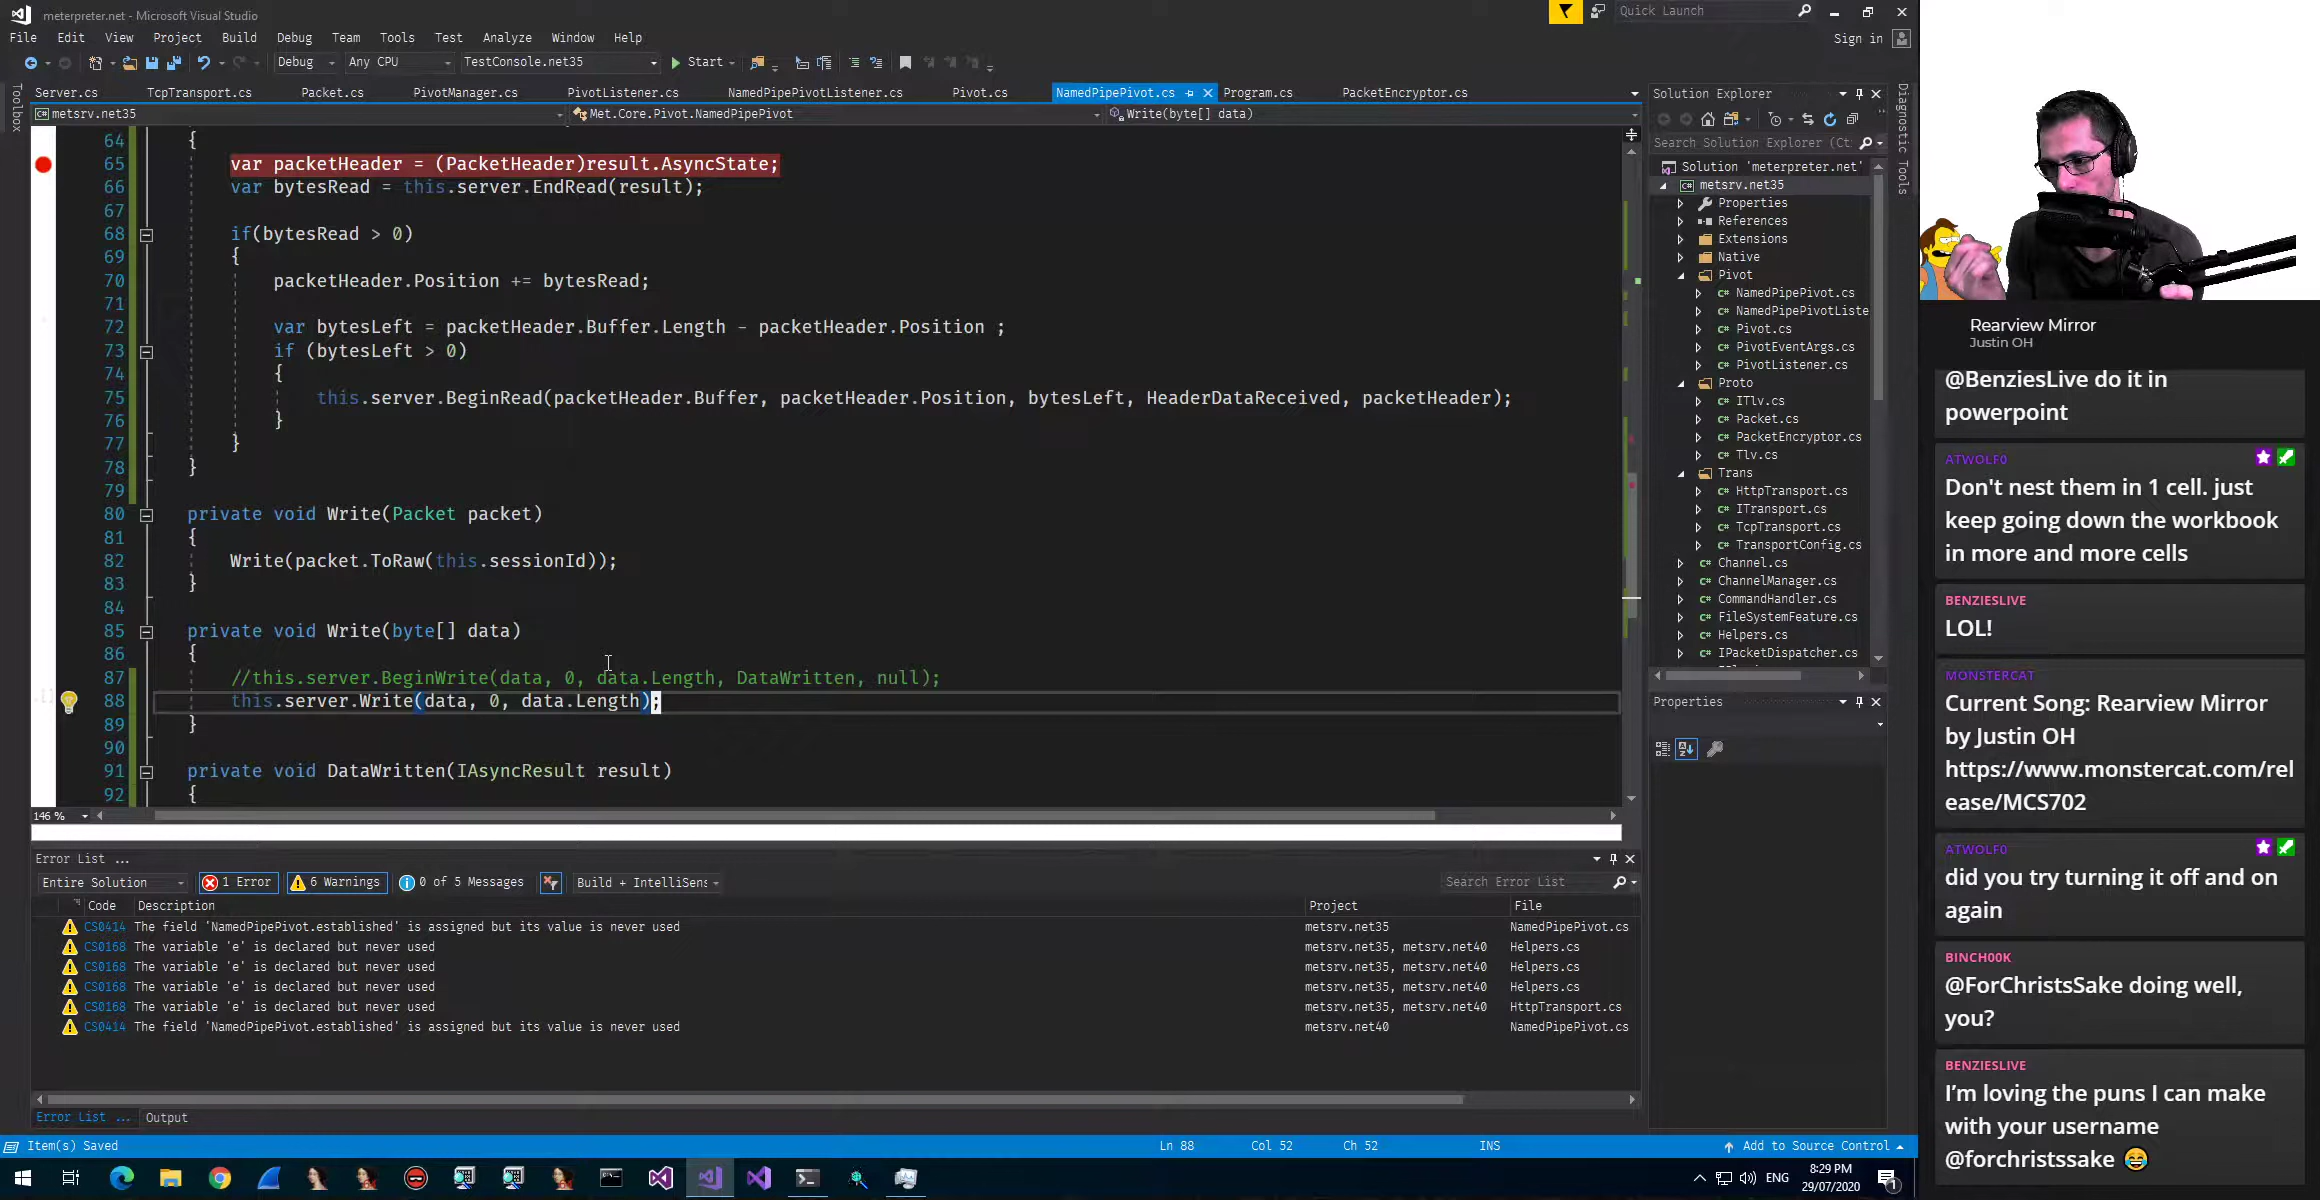 meterpreter.net - Microsoft Visual Studio
Quick Launch
File Edit View Project Build Debug Team Tools Test Analyze Window Help
Sign in
Debug Any CPU TestConsole.net35 Start
Server.cs TcpTransport.cs Packet.cs PivotManager.cs PivotListener.cs NamedPipePivotListener.cs Pivot.cs NamedPipePivot.cs Program.cs PacketEncryptor.cs
metsrv.net35 Met.Core.Pivot.NamedPipePivot Write(byte[] data)
Toolbox
64 {
65 var packetHeader = (PacketHeader)result.AsyncState;
66 var bytesRead = this.server.EndRead(result);
67
68 if(bytesRead > 0)
69 {
70 packetHeader.Position += bytesRead;
71
72 var bytesLeft = packetHeader.Buffer.Length - packetHeader.Position ;
73 if (bytesLeft > 0)
74 {
75 this.server.BeginRead(packetHeader.Buffer, packetHeader.Position, bytesLeft, HeaderDataReceived, packetHeader);
76 }
77 }
78 }
79
80 private void Write(Packet packet)
81 {
82 Write(packet.ToRaw(this.sessionId));
83 }
84
85 private void Write(byte[] data)
86 {
87 //this.server.BeginWrite(data, 0, data.Length, DataWritten, null);
88 this.server.Write(data, 0, data.Length);
89 }
90
91 private void DataWritten(IAsyncResult result)
92 {
146 %
Error List ...
Entire Solution 1 Error 6 Warnings 0 of 5 Messages Build + IntelliSens
Search Error List
Code Description Project File
CS0414 The field 'NamedPipePivot.established' is assigned but its value is never used metsrv.net35 NamedPipePivot.cs
CS0168 The variable 'e' is declared but never used metsrv.net35, metsrv.net40 Helpers.cs
CS0168 The variable 'e' is declared but never used metsrv.net35, metsrv.net40 Helpers.cs
CS0168 The variable 'e' is declared but never used metsrv.net35, metsrv.net40 Helpers.cs
CS0168 The variable 'e' is declared but never used metsrv.net35, metsrv.net40 HttpTransport.cs
CS0414 The field 'NamedPipePivot.established' is assigned but its value is never used metsrv.net40 NamedPipePivot.cs
Error List ... Output
Item(s) Saved Ln 88 Col 52 Ch 52 INS Add to Source Control
ENG
8:29 PM
29/07/2020
Solution Explorer
Search Solution Explorer (Ct
Solution 'meterpreter.net'
metsrv.net35
Properties
References
Extensions
Native
Pivot
NamedPipePivot.cs
NamedPipePivotListe
Pivot.cs
PivotEventArgs.cs
PivotListener.cs
Proto
ITlv.cs
Packet.cs
PacketEncryptor.cs
Tlv.cs
Trans
HttpTransport.cs
ITransport.cs
TcpTransport.cs
TransportConfig.cs
Channel.cs
ChannelManager.cs
CommandHandler.cs
FileSystemFeature.cs
Helpers.cs
IPacketDispatcher.cs
Properties
Diagnostic Tools
Rearview Mirror
Justin OH
@BenziesLive do it in
powerpoint
ATWOLF0
Don't nest them in 1 cell. just
keep going down the workbook
in more and more cells
BENZIESLIVE
LOL!
MONSTERCAT
Current Song: Rearview Mirror
by Justin OH
https://www.monstercat.com/rel
ease/MCS702
ATWOLF0
did you try turning it off and on
again
BINCH00K
@ForChristsSake doing well,
you?
BENZIESLIVE
I'm loving the puns I can make
with your username
@forchristssake 😂